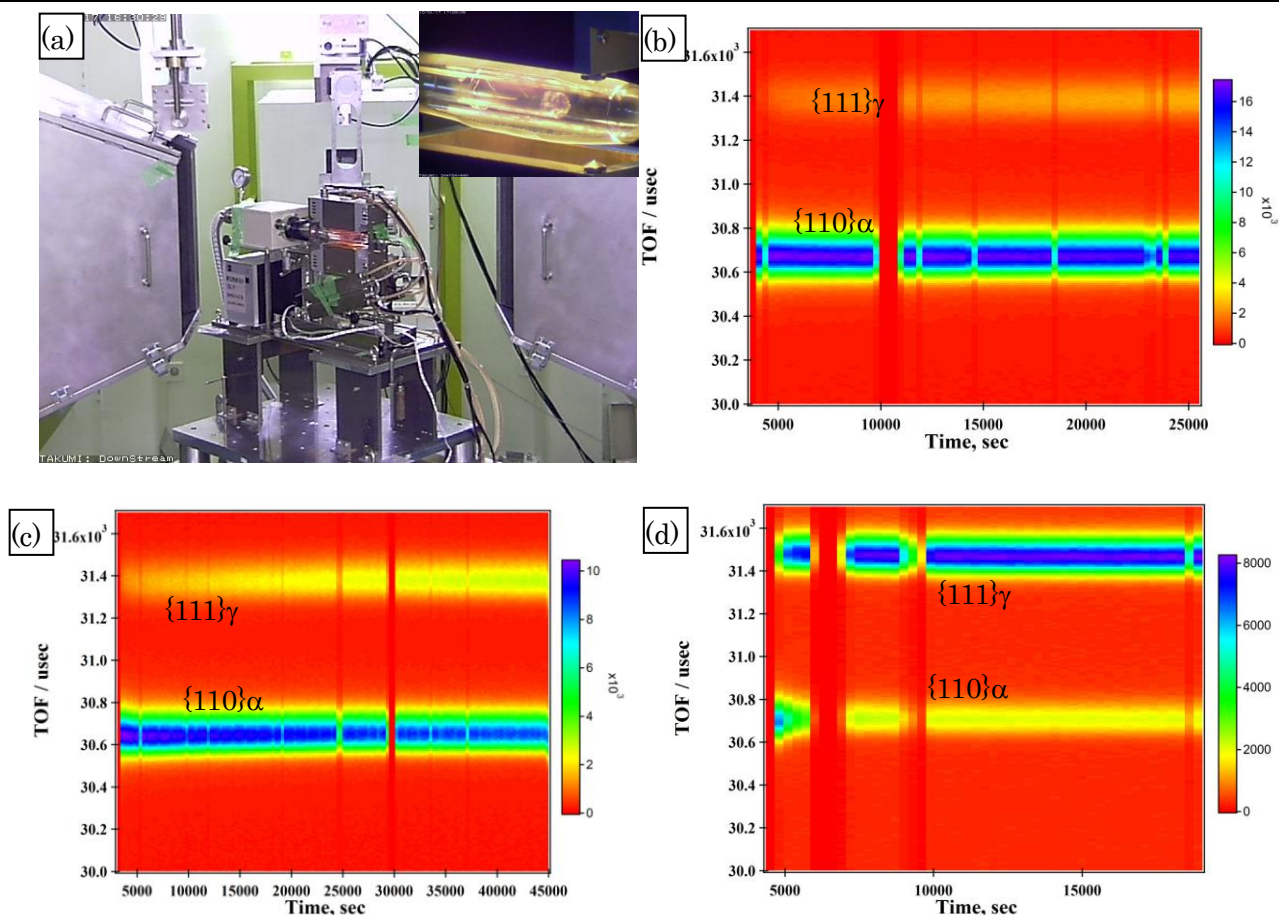 (a)
17/16:30:29
TAKUMI: DownStream
(b)
TOF / usec
31.6x10³
31.4
31.2
31.0
30.8
30.6
30.4
30.2
30.0
{111}γ
{110}α
5000 10000 15000 20000 25000
Time, sec
16
14
12
10
8
6
4
2
0
x10³
(c)
TOF / usec
31.6x10³
31.4
31.2
31.0
30.8
30.6
30.4
30.2
30.0
{111}γ
{110}α
5000 10000 15000 20000 25000 30000 35000 40000 45000
Time, sec
10
8
6
4
2
0
x10³
(d)
TOF / usec
31.6x10³
31.4
31.2
31.0
30.8
30.6
30.4
30.2
30.0
{111}γ
{110}α
5000 10000 15000
Time, sec
8000
6000
4000
2000
0